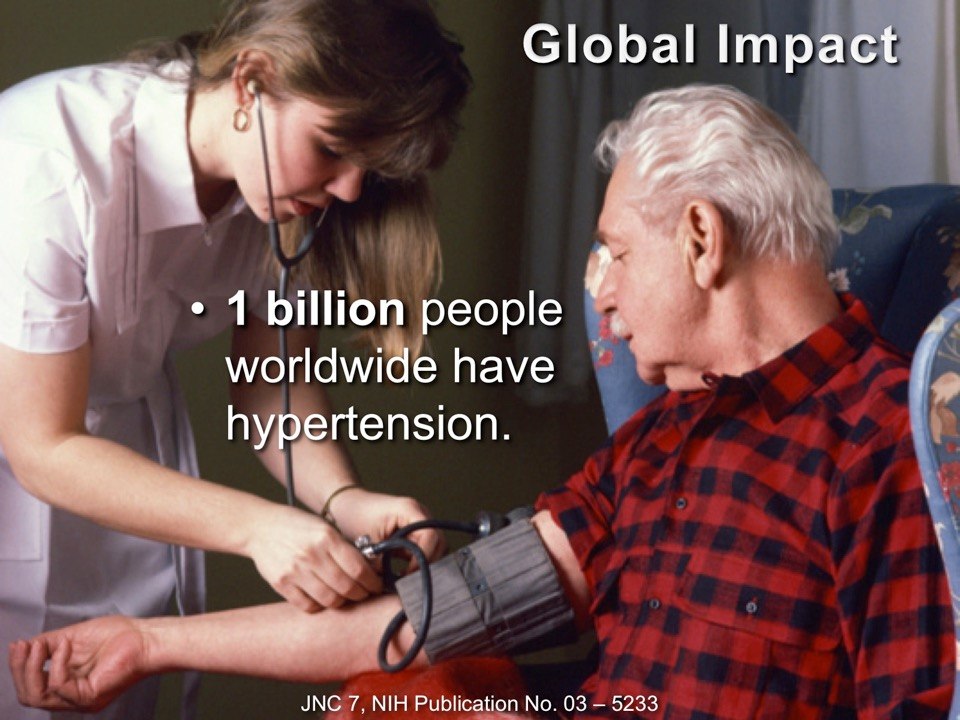 Global Impact
• 1 billion people
worldwide have
hypertension.
JNC 7, NIH Publication No. 03 – 5233